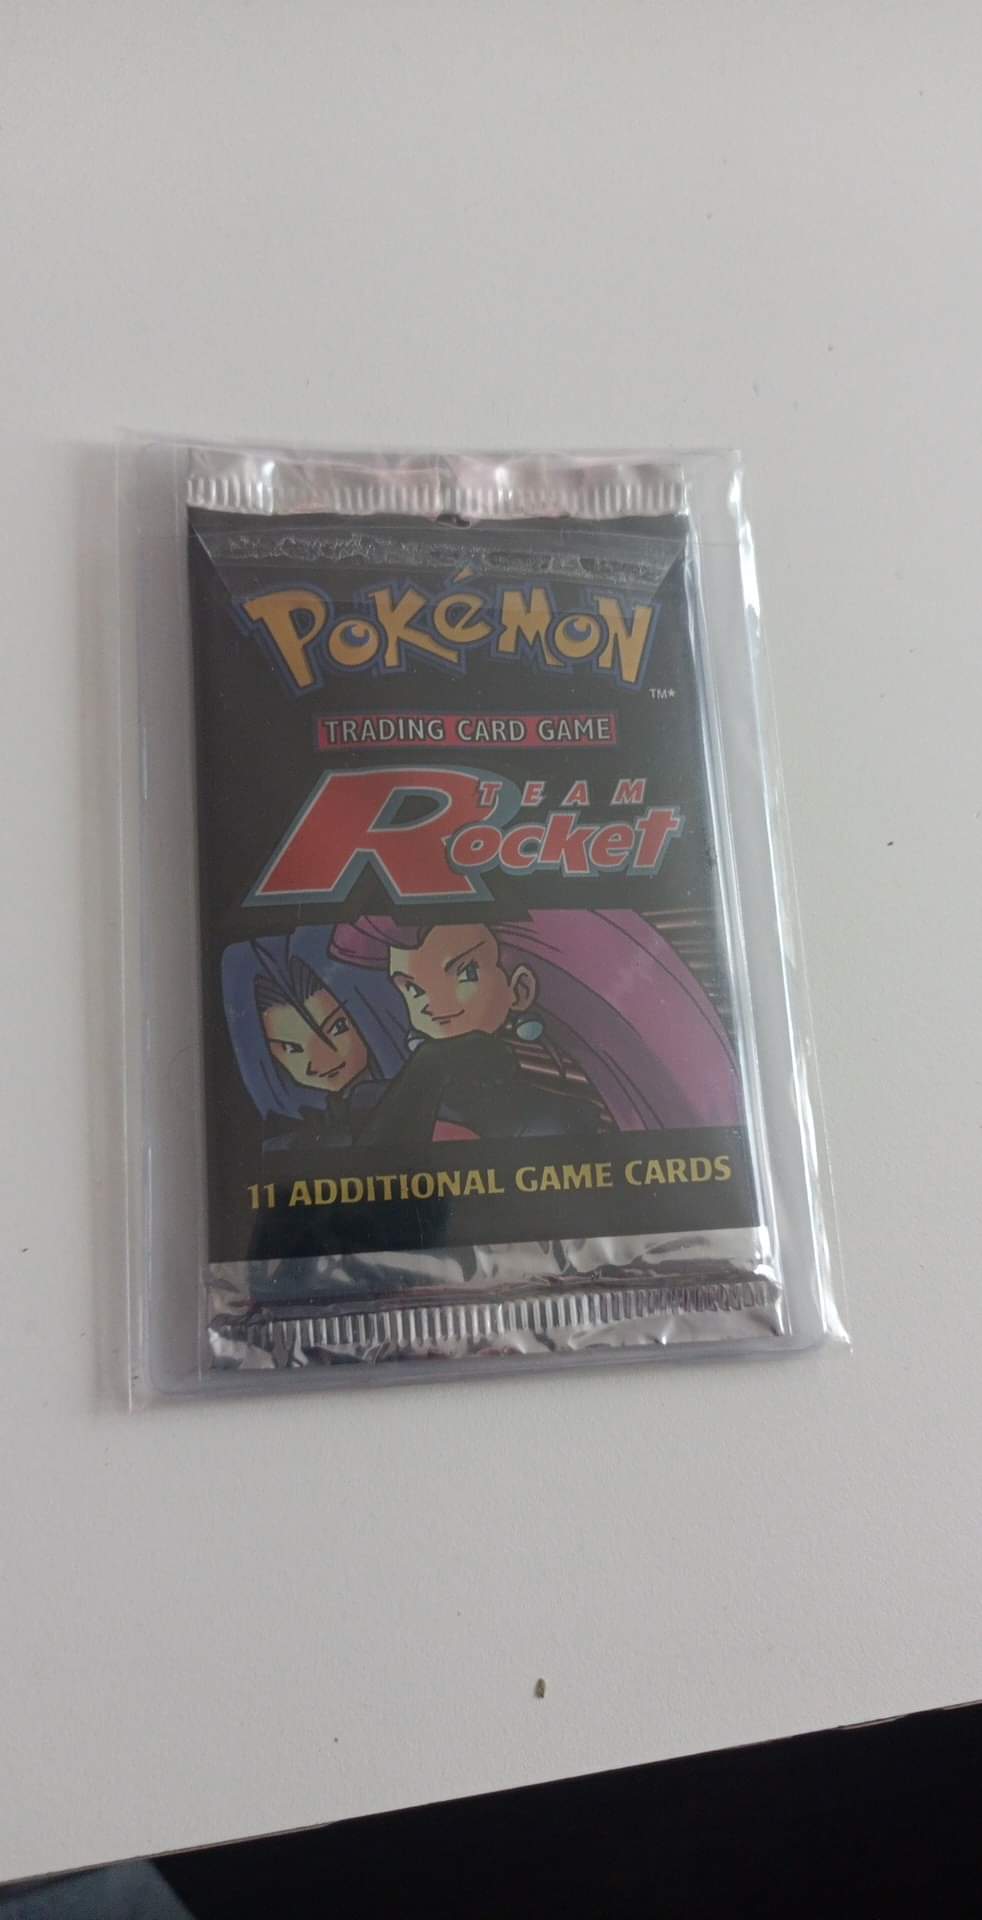 POKéMON
TM*
TRADING CARD GAME
TEAM
Rocket
11 ADDITIONAL GAME CARDS